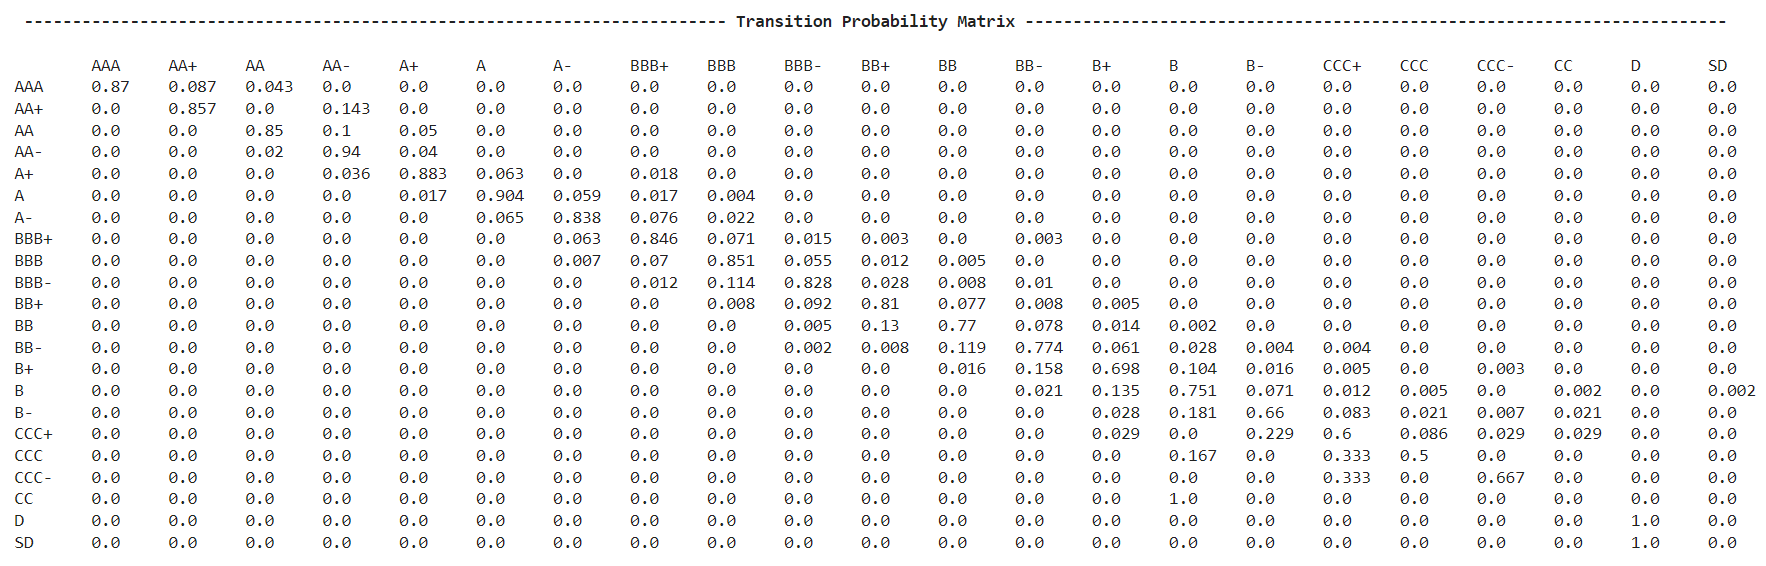 ------------------------------------------------------------------------- Transition Probability Matrix -------------------------------------------------------------------------
AAA AA+ AA AA- A+ A A- BBB+ BBB BBB- BB+ BB BB- B+ B B- CCC+ CCC CCC- CC D SD
AAA 0.87 0.087 0.043 0.0 0.0 0.0 0.0 0.0 0.0 0.0 0.0 0.0 0.0 0.0 0.0 0.0 0.0 0.0 0.0 0.0 0.0 0.0
AA+ 0.0 0.857 0.0 0.143 0.0 0.0 0.0 0.0 0.0 0.0 0.0 0.0 0.0 0.0 0.0 0.0 0.0 0.0 0.0 0.0 0.0 0.0
AA 0.0 0.0 0.85 0.1 0.05 0.0 0.0 0.0 0.0 0.0 0.0 0.0 0.0 0.0 0.0 0.0 0.0 0.0 0.0 0.0 0.0 0.0
AA- 0.0 0.0 0.02 0.94 0.04 0.0 0.0 0.0 0.0 0.0 0.0 0.0 0.0 0.0 0.0 0.0 0.0 0.0 0.0 0.0 0.0 0.0
A+ 0.0 0.0 0.0 0.036 0.883 0.063 0.0 0.018 0.0 0.0 0.0 0.0 0.0 0.0 0.0 0.0 0.0 0.0 0.0 0.0 0.0 0.0
A 0.0 0.0 0.0 0.0 0.017 0.904 0.059 0.017 0.004 0.0 0.0 0.0 0.0 0.0 0.0 0.0 0.0 0.0 0.0 0.0 0.0 0.0
A- 0.0 0.0 0.0 0.0 0.0 0.065 0.838 0.076 0.022 0.0 0.0 0.0 0.0 0.0 0.0 0.0 0.0 0.0 0.0 0.0 0.0 0.0
BBB+ 0.0 0.0 0.0 0.0 0.0 0.0 0.063 0.846 0.071 0.015 0.003 0.0 0.003 0.0 0.0 0.0 0.0 0.0 0.0 0.0 0.0 0.0
BBB 0.0 0.0 0.0 0.0 0.0 0.0 0.007 0.07 0.851 0.055 0.012 0.005 0.0 0.0 0.0 0.0 0.0 0.0 0.0 0.0 0.0 0.0
BBB- 0.0 0.0 0.0 0.0 0.0 0.0 0.0 0.012 0.114 0.828 0.028 0.008 0.01 0.0 0.0 0.0 0.0 0.0 0.0 0.0 0.0 0.0
BB+ 0.0 0.0 0.0 0.0 0.0 0.0 0.0 0.0 0.008 0.092 0.81 0.077 0.008 0.005 0.0 0.0 0.0 0.0 0.0 0.0 0.0 0.0
BB 0.0 0.0 0.0 0.0 0.0 0.0 0.0 0.0 0.0 0.005 0.13 0.77 0.078 0.014 0.002 0.0 0.0 0.0 0.0 0.0 0.0 0.0
BB- 0.0 0.0 0.0 0.0 0.0 0.0 0.0 0.0 0.0 0.002 0.008 0.119 0.774 0.061 0.028 0.004 0.004 0.0 0.0 0.0 0.0 0.0
B+ 0.0 0.0 0.0 0.0 0.0 0.0 0.0 0.0 0.0 0.0 0.0 0.016 0.158 0.698 0.104 0.016 0.005 0.0 0.003 0.0 0.0 0.0
B 0.0 0.0 0.0 0.0 0.0 0.0 0.0 0.0 0.0 0.0 0.0 0.0 0.021 0.135 0.751 0.071 0.012 0.005 0.0 0.002 0.0 0.002
B- 0.0 0.0 0.0 0.0 0.0 0.0 0.0 0.0 0.0 0.0 0.0 0.0 0.0 0.028 0.181 0.66 0.083 0.021 0.007 0.021 0.0 0.0
CCC+ 0.0 0.0 0.0 0.0 0.0 0.0 0.0 0.0 0.0 0.0 0.0 0.0 0.0 0.029 0.0 0.229 0.6 0.086 0.029 0.029 0.0 0.0
CCC 0.0 0.0 0.0 0.0 0.0 0.0 0.0 0.0 0.0 0.0 0.0 0.0 0.0 0.0 0.167 0.0 0.333 0.5 0.0 0.0 0.0 0.0
CCC- 0.0 0.0 0.0 0.0 0.0 0.0 0.0 0.0 0.0 0.0 0.0 0.0 0.0 0.0 0.0 0.0 0.333 0.0 0.667 0.0 0.0 0.0
CC 0.0 0.0 0.0 0.0 0.0 0.0 0.0 0.0 0.0 0.0 0.0 0.0 0.0 0.0 1.0 0.0 0.0 0.0 0.0 0.0 0.0 0.0
D 0.0 0.0 0.0 0.0 0.0 0.0 0.0 0.0 0.0 0.0 0.0 0.0 0.0 0.0 0.0 0.0 0.0 0.0 0.0 0.0 1.0 0.0
SD 0.0 0.0 0.0 0.0 0.0 0.0 0.0 0.0 0.0 0.0 0.0 0.0 0.0 0.0 0.0 0.0 0.0 0.0 0.0 0.0 1.0 0.0